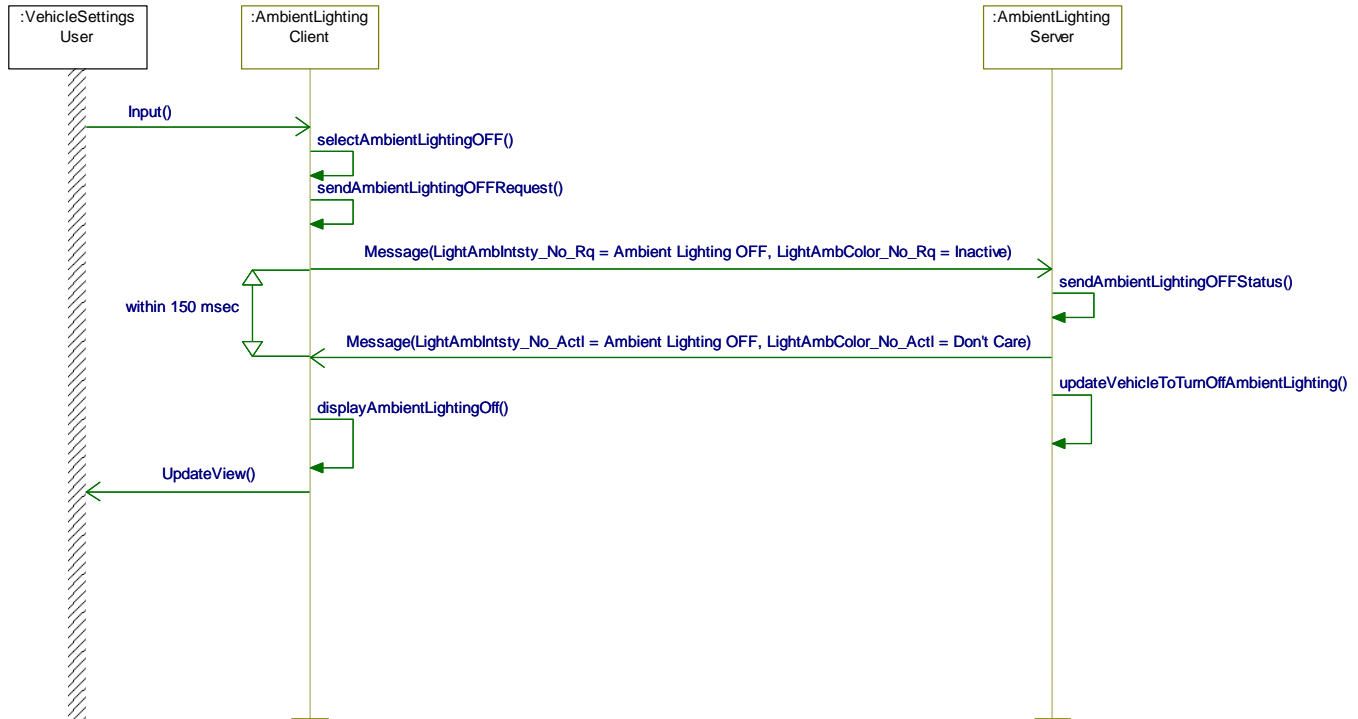 :VehicleSettings
User
:AmbientLighting
Client
:AmbientLighting
Server
Input()
selectAmbientLightingOFF()
sendAmbientLightingOFFRequest()
Message(LightAmbIntsty_No_Rq = Ambient Lighting OFF, LightAmbColor_No_Rq = Inactive)
sendAmbientLightingOFFStatus()
within 150 msec
Message(LightAmbIntsty_No_Actl = Ambient Lighting OFF, LightAmbColor_No_Actl = Don't Care)
updateVehicleToTurnOffAmbientLighting()
displayAmbientLightingOff()
UpdateView()